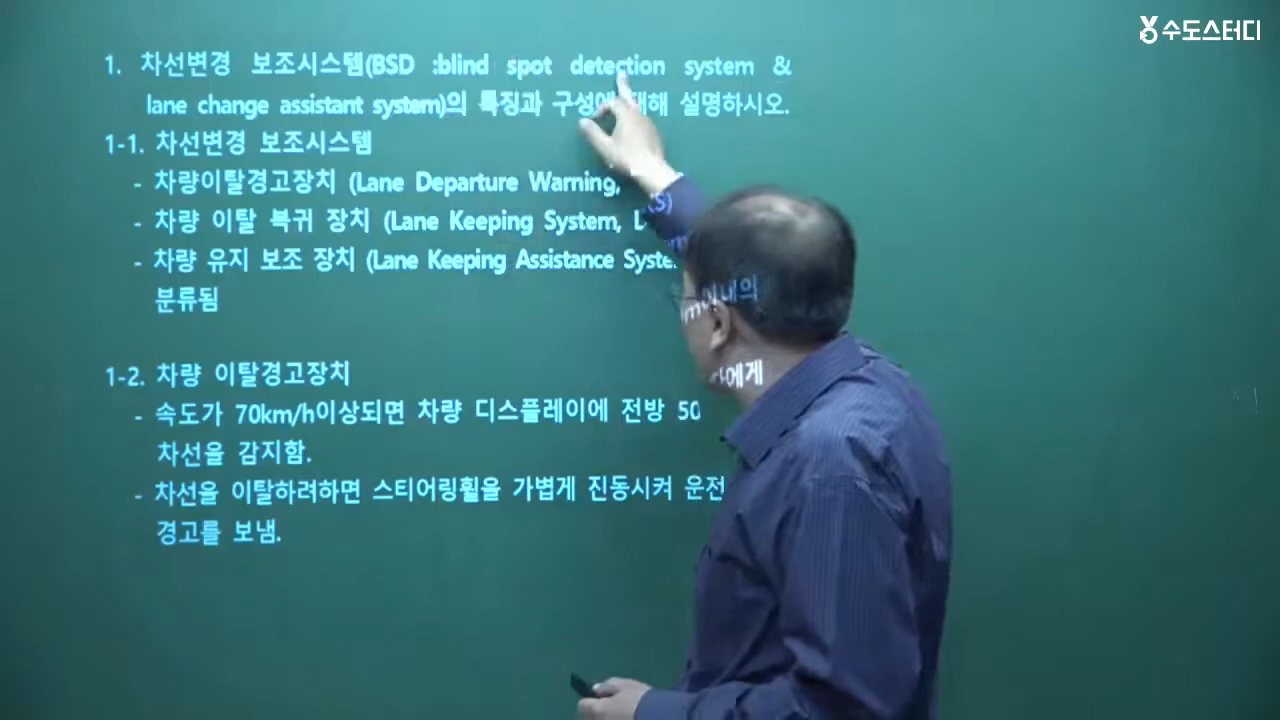 수도스터디
1. 차선변경 보조시스템(BSD :blind spot detection system &
lane change assistant system)의 특징과 구성에 대해 설명하시오.
1-1. 차선변경 보조시스템
- 차량이탈경고장치 (Lane Departure Warning,
- 차량 이탈 복귀 장치 (Lane Keeping System,
- 차량 유지 보조 장치 (Lane Keeping Assistance
분류됨
1-2. 차량 이탈경고장치
- 속도가 70km/h이상되면 차량 디스플레이에 전방 50 이내의
차선을 감지함.
- 차선을 이탈하려하면 스티어링휠을 가볍게 진동시켜
경고를 보냄.